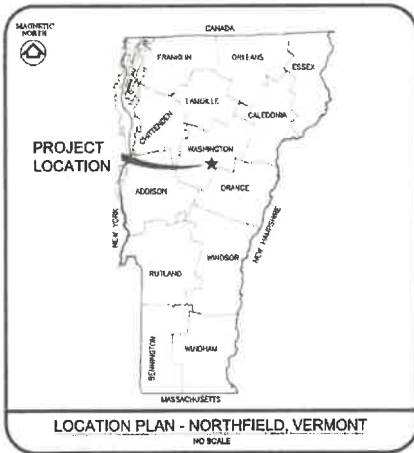 MAGNETIC
NORTH
CANADA
FRANKLIN
ORLEANS
ESSEX
LAMOILLE
CHITTENDEN
CALEDONIA
PROJECT
LOCATION
WASHINGTON
ADDISON
ORANGE
NEW YORK
NEW HAMPSHIRE
WINDSOR
RUTLAND
BENNINGTON
WINDHAM
MASSACHUSETTS
LOCATION PLAN - NORTHFIELD, VERMONT
NO SCALE